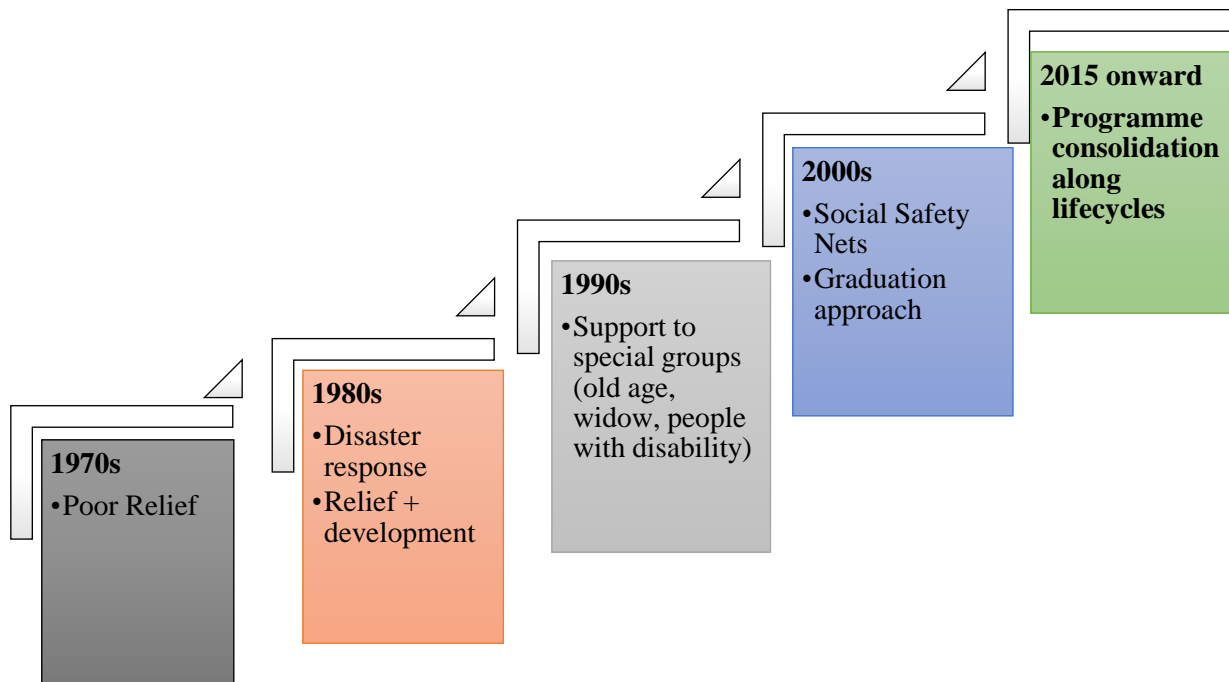 1970s
•Poor Relief
1980s
•Disaster
response
•Relief +
development
1990s
•Support to
special groups
(old age,
widow, people
with disability)
2000s
•Social Safety
Nets
•Graduation
approach
2015 onward
•Programme
consolidation
along
lifecycles